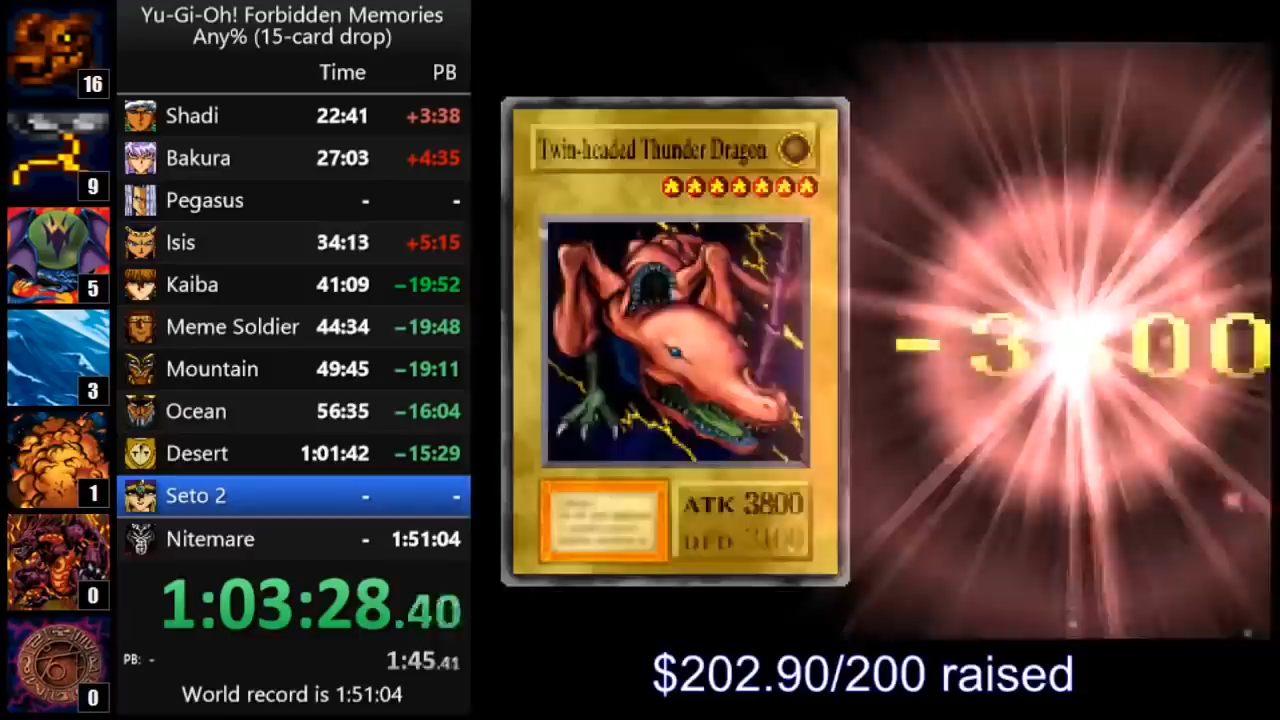 16
9
5
3
1
0
0
Yu-Gi-Oh! Forbidden Memories
Any% (15-card drop)
Time PB
Shadi 22:41 +3:38
Bakura 27:03 +4:35
Pegasus - -
Isis 34:13 +5:15
Kaiba 41:09 −19:52
Meme Soldier 44:34 −19:48
Mountain 49:45 −19:11
Ocean 56:35 −16:04
Desert 1:01:42 −15:29
Seto 2 - -
Nitemare - 1:51:04
1:03:28.40
PB: - 1:45.41
World record is 1:51:04
Twin-headed Thunder Dragon
ATK 3800
DFD
$202.90/200 raised